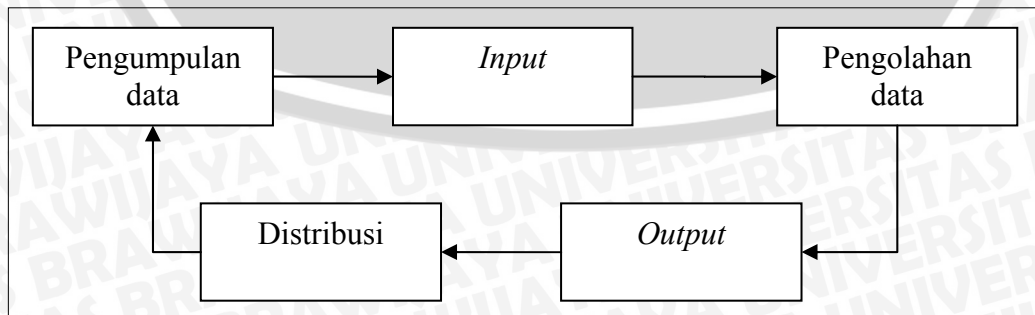 Pengumpulan
data
Input
Pengolahan
data
Distribusi
Output